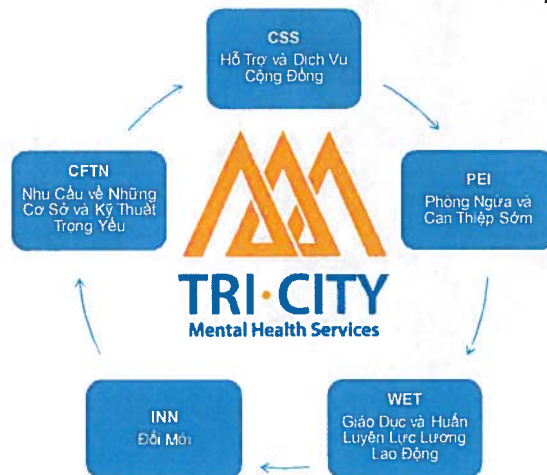 CSS
Hỗ Trợ và Dịch Vụ
Cộng Đồng
PEI
Phòng Ngừa và
Can Thiệp Sớm
WET
Giáo Dục và Huấn
Luyện Lực Lượng
Lao Động
INN
Đổi Mới
CFTN
Nhu Cầu về Những
Cơ Sở và Kỹ Thuật
Trọng Yếu
TRI·CITY
Mental Health Services